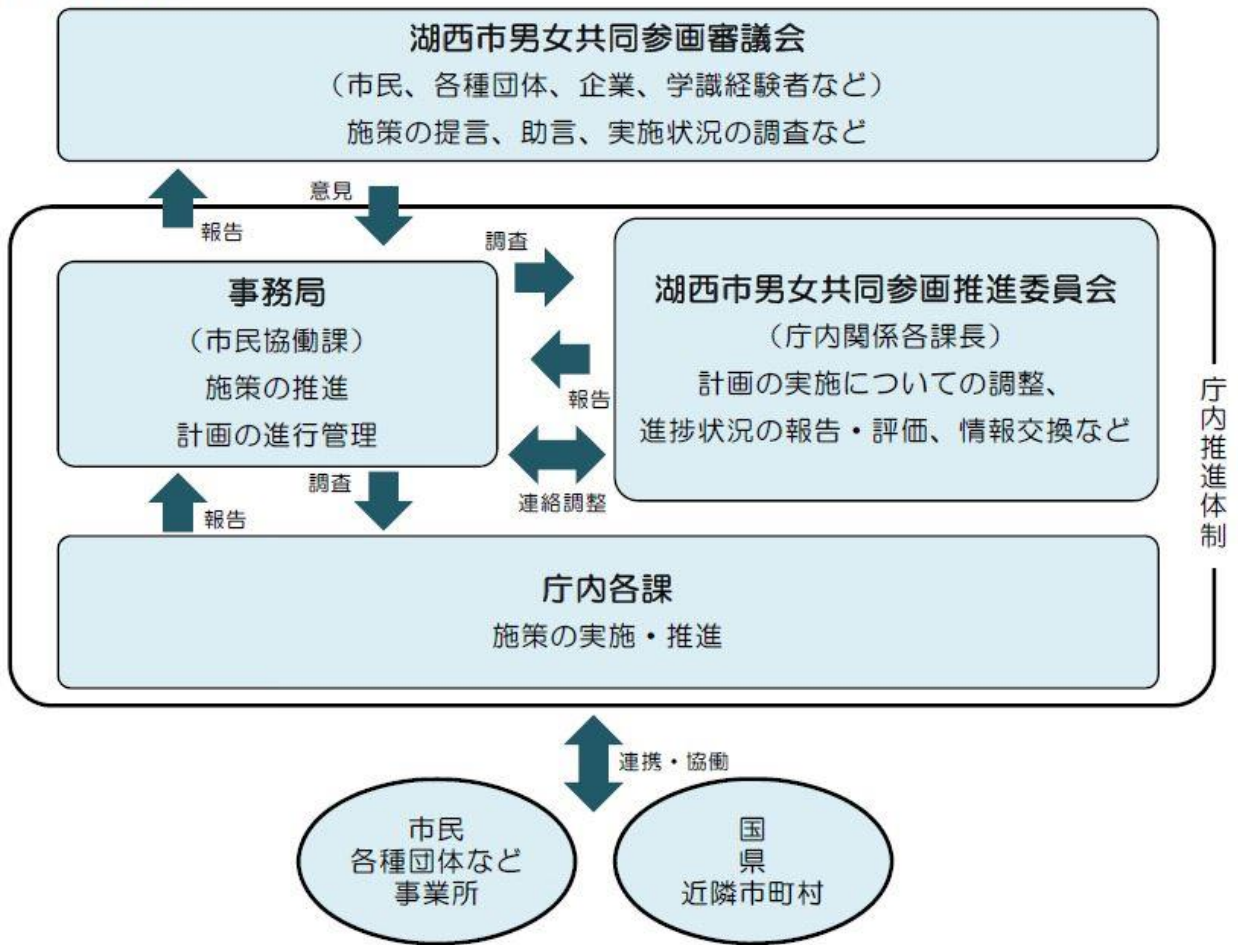 湖西市男女共同参画審議会
（市民、各種団体、企業、学識経験者など）
施策の提言、助言、実施状況の調査など
報告
意見
事務局
（市民協働課）
施策の推進
計画の進行管理
調査
報告
連絡調整
湖西市男女共同参画推進委員会
（庁内関係各課長）
計画の実施についての調整、
進捗状況の報告・評価、情報交換など
庁内推進体制
報告
調査
庁内各課
施策の実施・推進
連携・協働
市民
各種団体など
事業所
国
県
近隣市町村